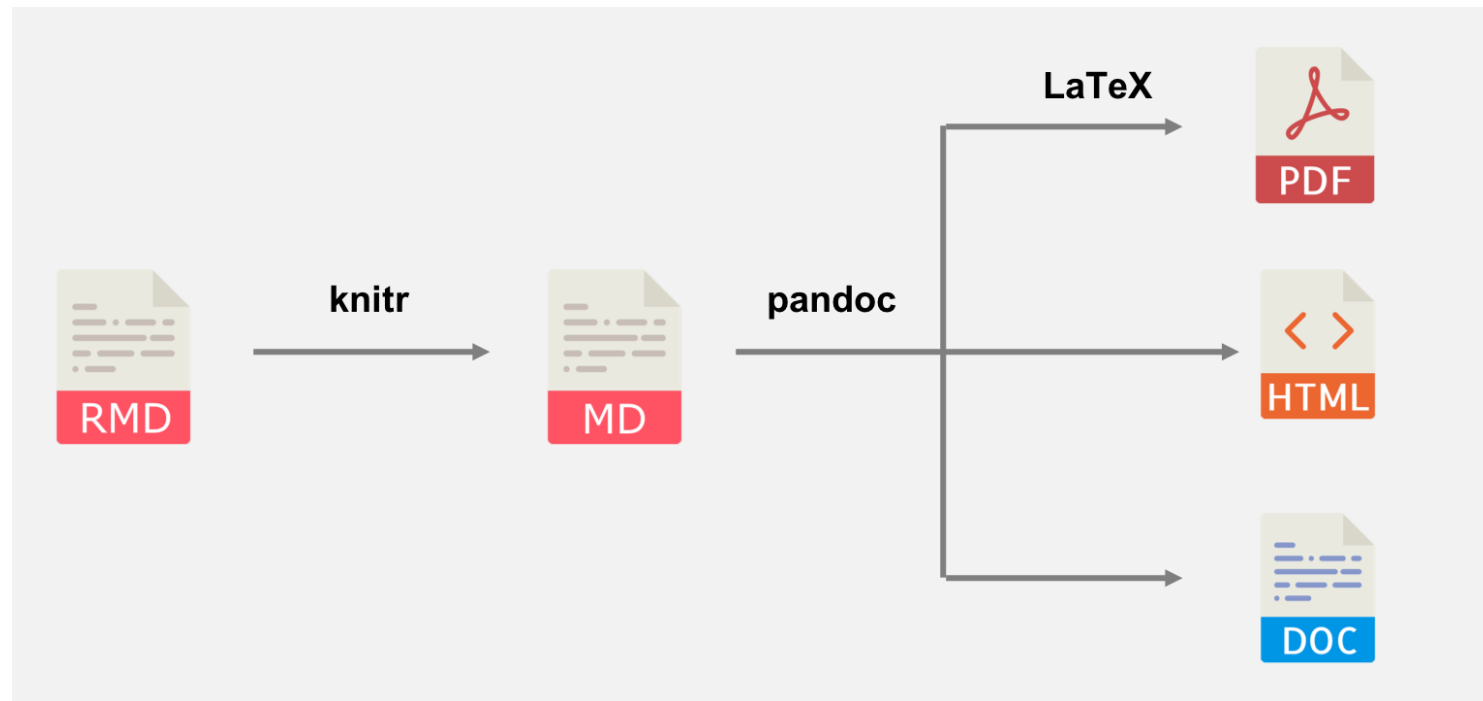 LaTeX
PDF
knitr
pandoc
RMD
MD
HTML
DOC